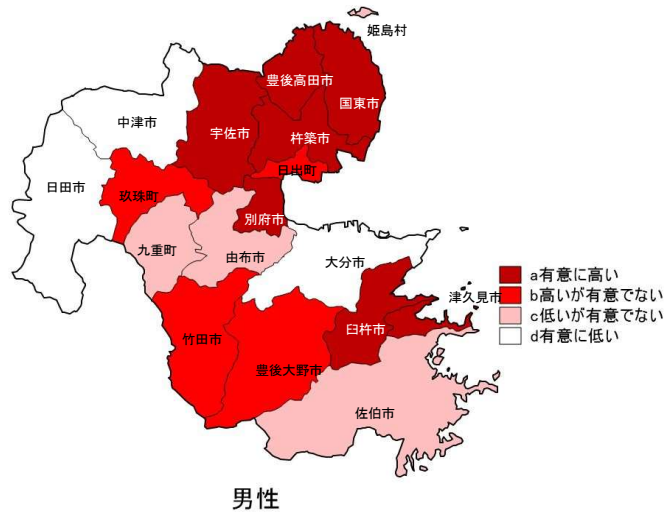 姫島村
豊後高田市
国東市
中津市
宇佐市
杵築市
日出町
日田市
玖珠町
別府市
九重町
由布市
大分市
津久見市
臼杵市
竹田市
豊後大野市
佐伯市
a有意に高い
b高いが有意でない
c低いが有意でない
d有意に低い
男性